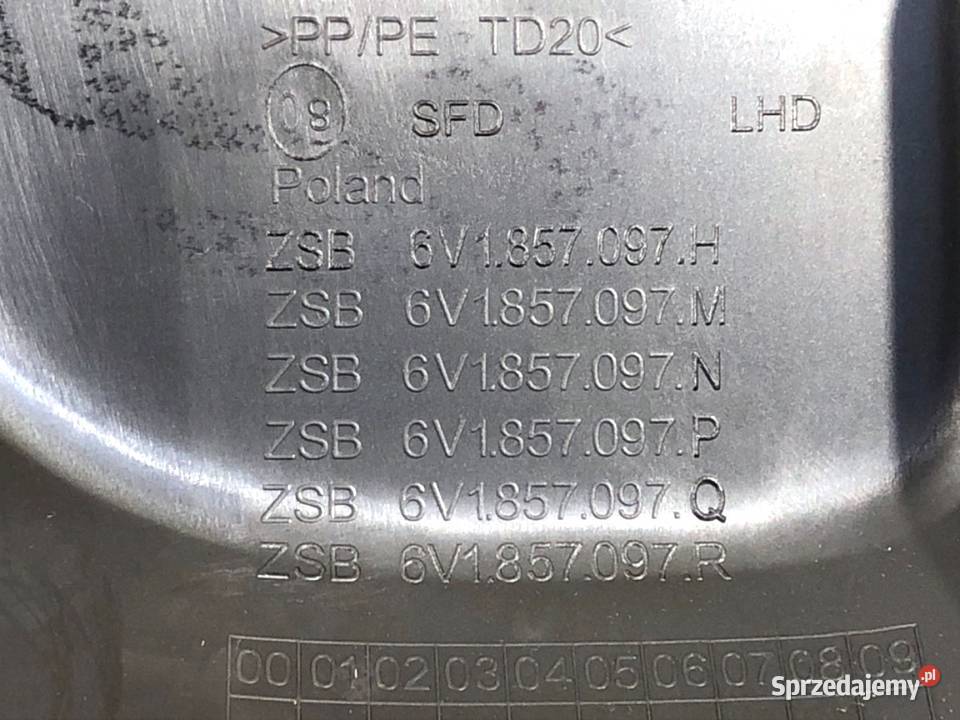 >PP/PE TD20<
09 SFD LHD
Poland
ZSB 6V1.857.097.H
ZSB 6V1.857.097.M
ZSB 6V1.857.097.N
ZSB 6V1.857.097.P
ZSB 6V1.857.097.Q
ZSB 6V1.857.097.R
00 01 02 03 04 05 06 07 08 09
Sprzedajemy.pl